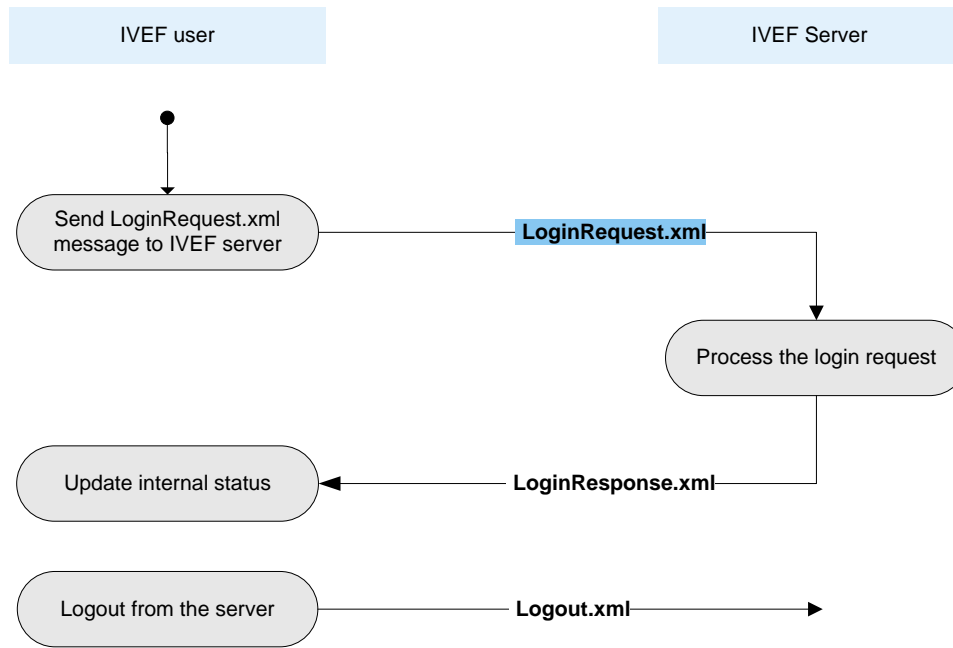 IVEF user
IVEF Server
Send LoginRequest.xml
message to IVEF server
LoginRequest.xml
Process the login request
Update internal status
LoginResponse.xml
Logout from the server
Logout.xml